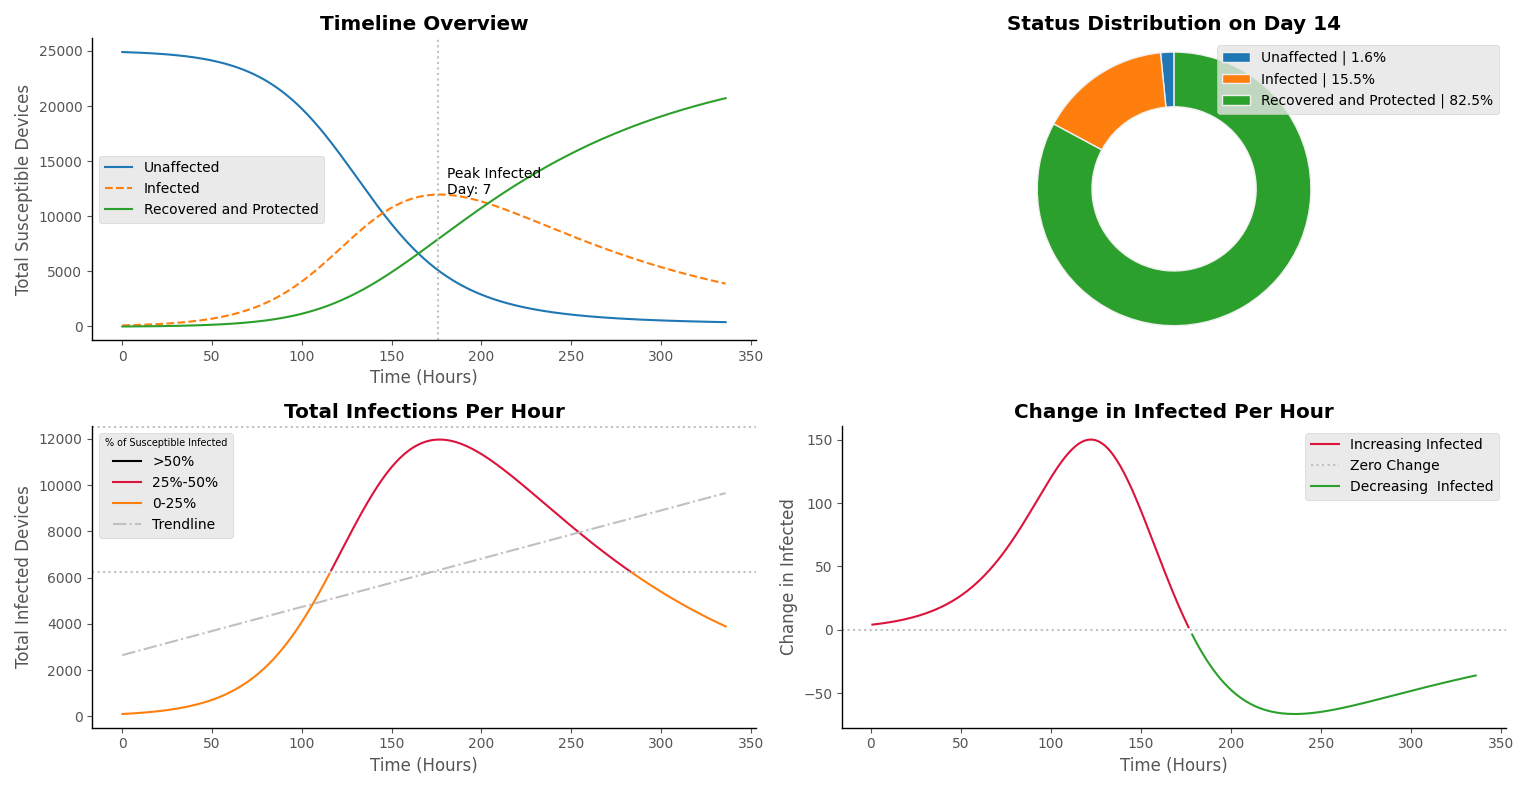 Timeline Overview
Total Susceptible Devices
25000
20000
15000
10000
5000
0
Unaffected
Infected
Recovered and Protected
Peak Infected
Day: 7
0 50 100 150 200 250 300 350
Time (Hours)
Status Distribution on Day 14
Unaffected | 1.6%
Infected | 15.5%
Recovered and Protected | 82.5%
Total Infections Per Hour
Total Infected Devices
12000
10000
8000
6000
4000
2000
0
% of Susceptible Infected
>50%
25%-50%
0-25%
Trendline
0 50 100 150 200 250 300 350
Time (Hours)
Change in Infected Per Hour
Change in Infected
150
100
50
0
−50
Increasing Infected
Zero Change
Decreasing  Infected
0 50 100 150 200 250 300 350
Time (Hours)